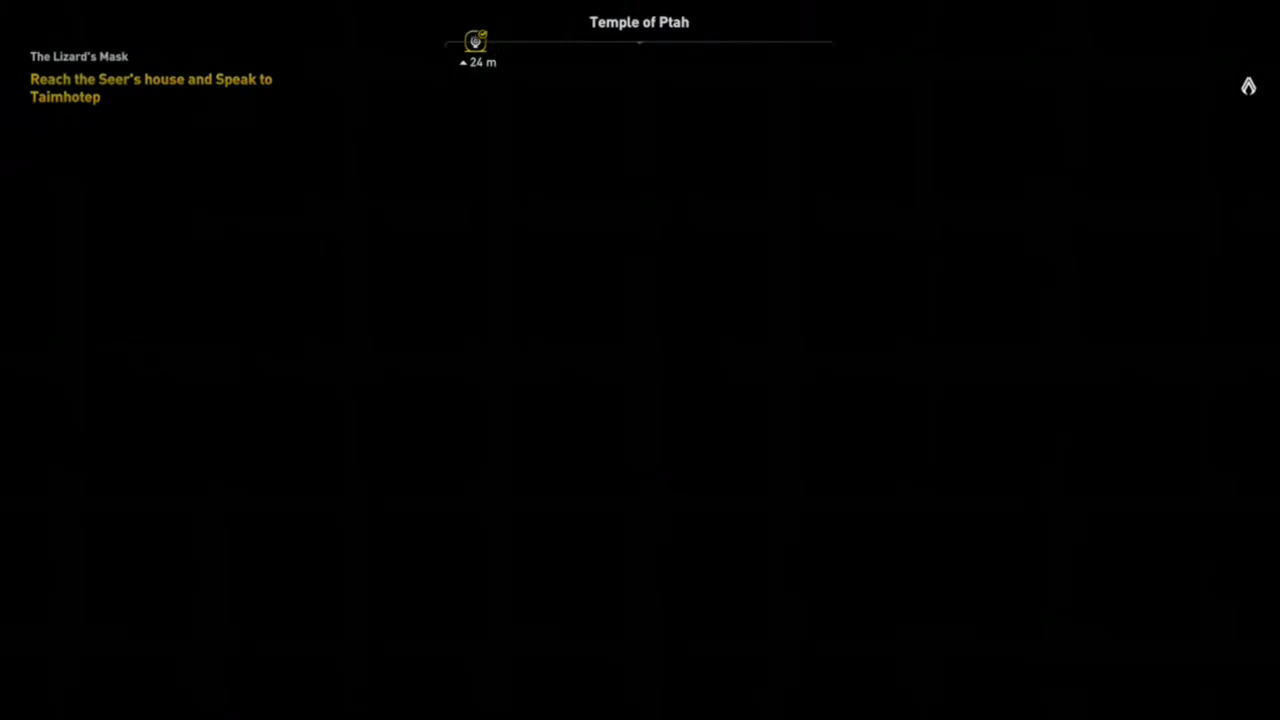 Temple of Ptah
24 m
The Lizard's Mask
Reach the Seer's house and Speak to
Taimhotep